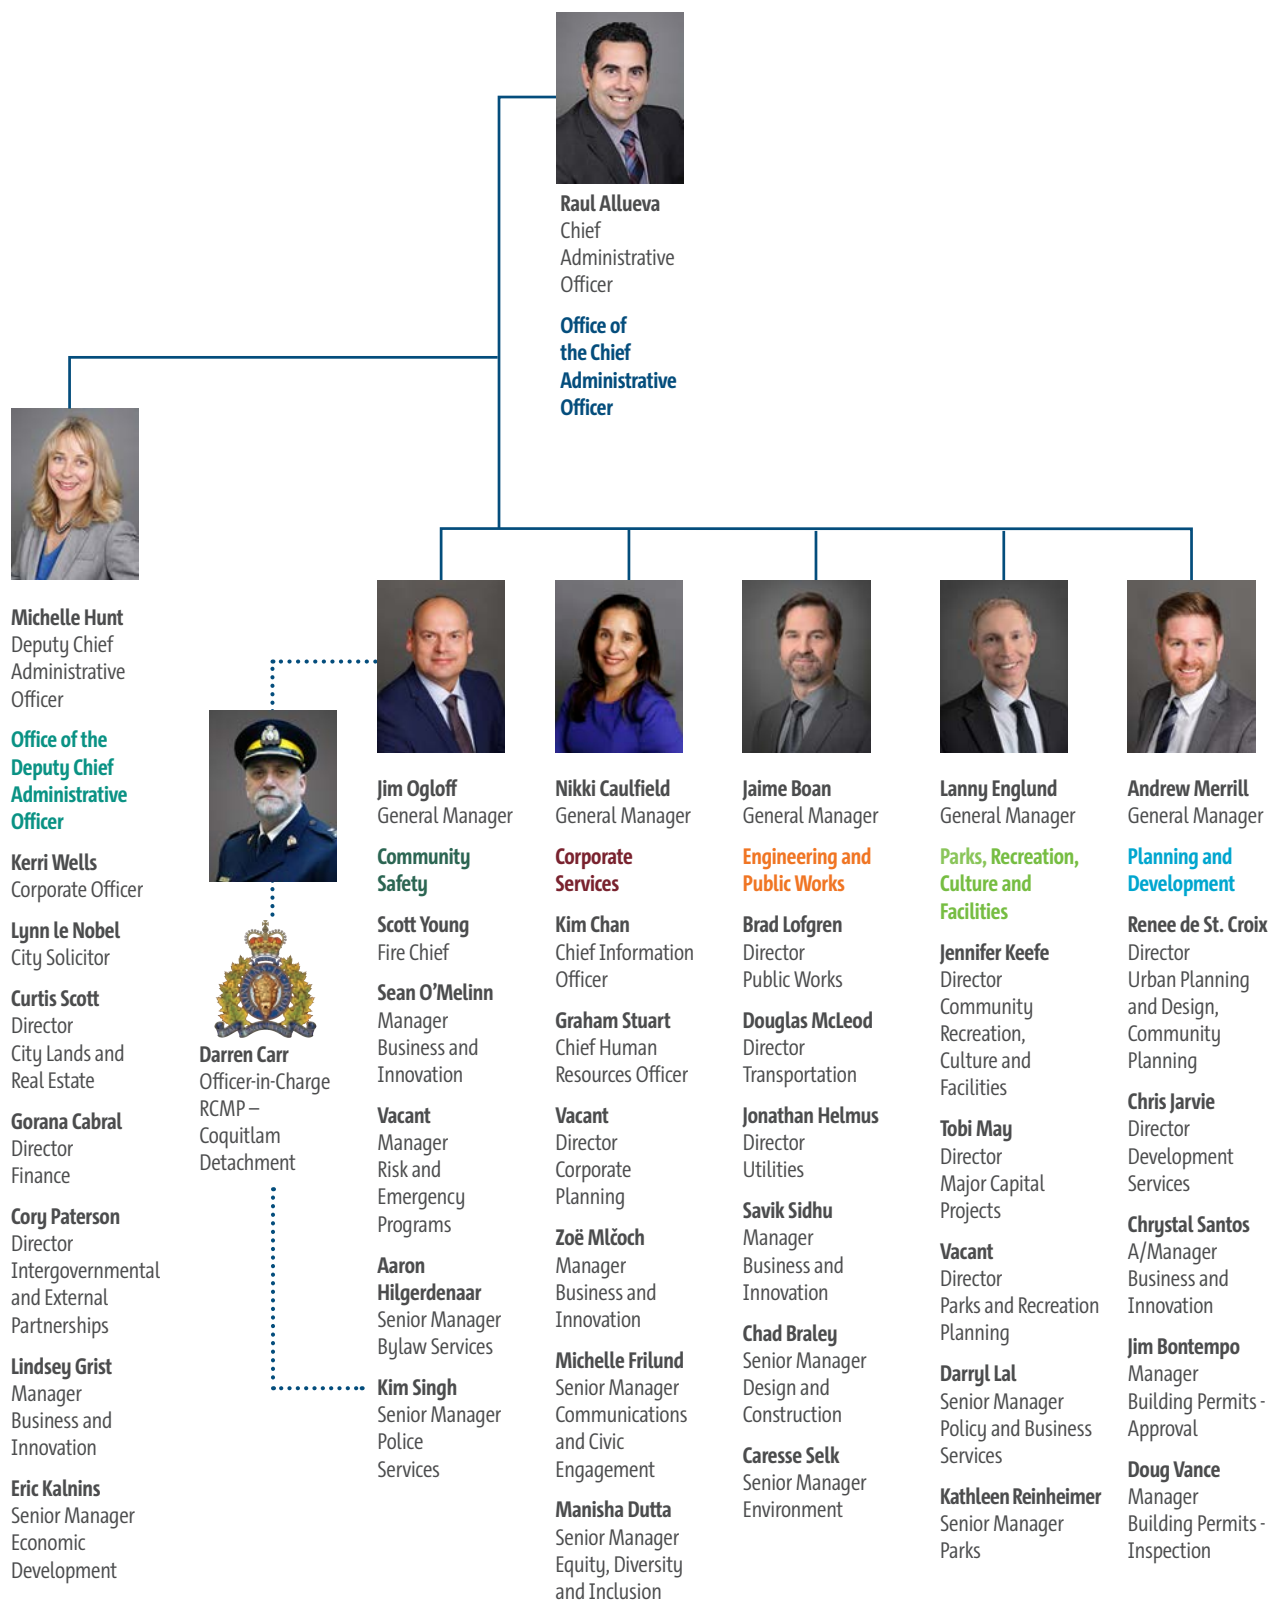 Raul Allueva
Chief
Administrative
Officer
Office of
the Chief
Administrative
Officer
Michelle Hunt
Deputy Chief
Administrative
Officer
Office of the
Deputy Chief
Administrative
Officer
Kerri Wells
Corporate Officer
Lynn le Nobel
City Solicitor
Curtis Scott
Director
City Lands and
Real Estate
Gorana Cabral
Director
Finance
Cory Paterson
Director
Intergovernmental
and External
Partnerships
Lindsey Grist
Manager
Business and
Innovation
Eric Kalnins
Senior Manager
Economic
Development
Darren Carr
Officer-in-Charge
RCMP –
Coquitlam
Detachment
Jim Ogloff
General Manager
Community
Safety
Scott Young
Fire Chief
Sean O’Melinn
Manager
Business and
Innovation
Vacant
Manager
Risk and
Emergency
Programs
Aaron
Hilgerdenaar
Senior Manager
Bylaw Services
Kim Singh
Senior Manager
Police
Services
Nikki Caulfield
General Manager
Corporate
Services
Kim Chan
Chief Information
Officer
Graham Stuart
Chief Human
Resources Officer
Vacant
Director
Corporate
Planning
Zoë Mlčoch
Manager
Business and
Innovation
Michelle Frilund
Senior Manager
Communications
and Civic
Engagement
Manisha Dutta
Senior Manager
Equity, Diversity
and Inclusion
Jaime Boan
General Manager
Engineering and
Public Works
Brad Lofgren
Director
Public Works
Douglas McLeod
Director
Transportation
Jonathan Helmus
Director
Utilities
Savik Sidhu
Manager
Business and
Innovation
Chad Braley
Senior Manager
Design and
Construction
Caresse Selk
Senior Manager
Environment
Lanny Englund
General Manager
Parks, Recreation,
Culture and
Facilities
Jennifer Keefe
Director
Community
Recreation,
Culture and
Facilities
Tobi May
Director
Major Capital
Projects
Vacant
Director
Parks and Recreation
Planning
Darryl Lal
Senior Manager
Policy and Business
Services
Kathleen Reinheimer
Senior Manager
Parks
Andrew Merrill
General Manager
Planning and
Development
Renee de St. Croix
Director
Urban Planning
and Design,
Community
Planning
Chris Jarvie
Director
Development
Services
Chrystal Santos
A/Manager
Business and
Innovation
Jim Bontempo
Manager
Building Permits -
Approval
Doug Vance
Manager
Building Permits -
Inspection